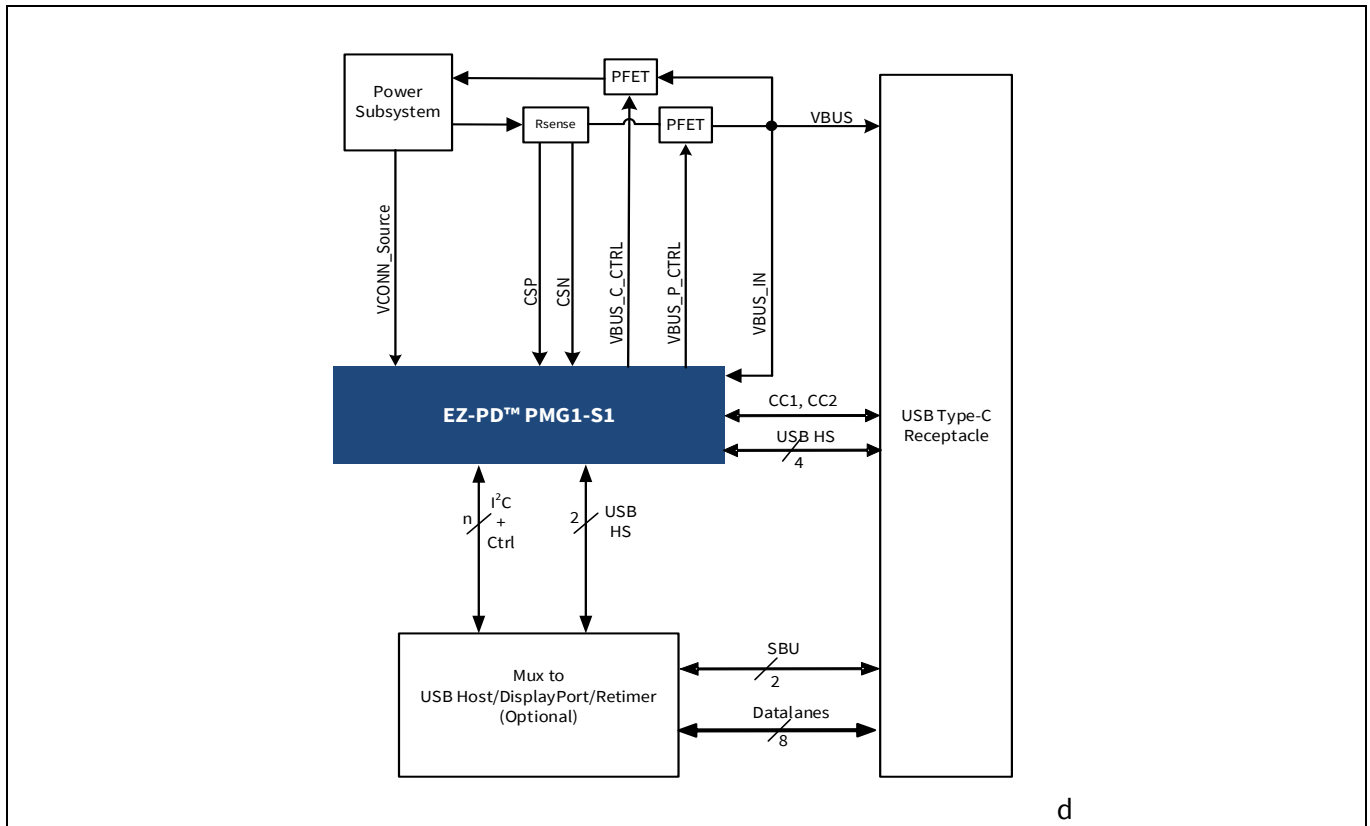 PFET
Power
Subsystem
Rsense
PFET
VBUS
VCONN_Source
CSP
CSN
VBUS_C_CTRL
VBUS_P_CTRL
VBUS_IN
EZ-PD™ PMG1-S1
CC1, CC2
USB HS
4
USB Type-C
Receptacle
n
I²C
+
Ctrl
2
USB
HS
Mux to
USB Host/DisplayPort/Retimer
(Optional)
SBU
2
Datalanes
8
d